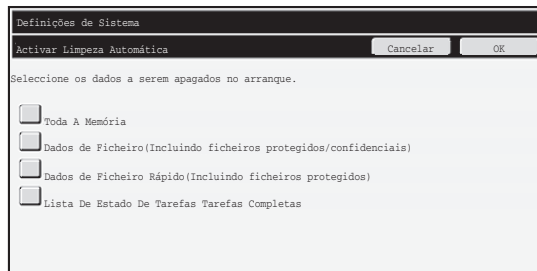 Definições de Sistema
Activar Limpeza Automática Cancelar OK
Seleccione os dados a serem apagados no arranque.
Toda A Memória
Dados de Ficheiro(Incluindo ficheiros protegidos/confidenciais)
Dados de Ficheiro Rápido(Incluindo ficheiros protegidos)
Lista De Estado De Tarefas Tarefas Completas